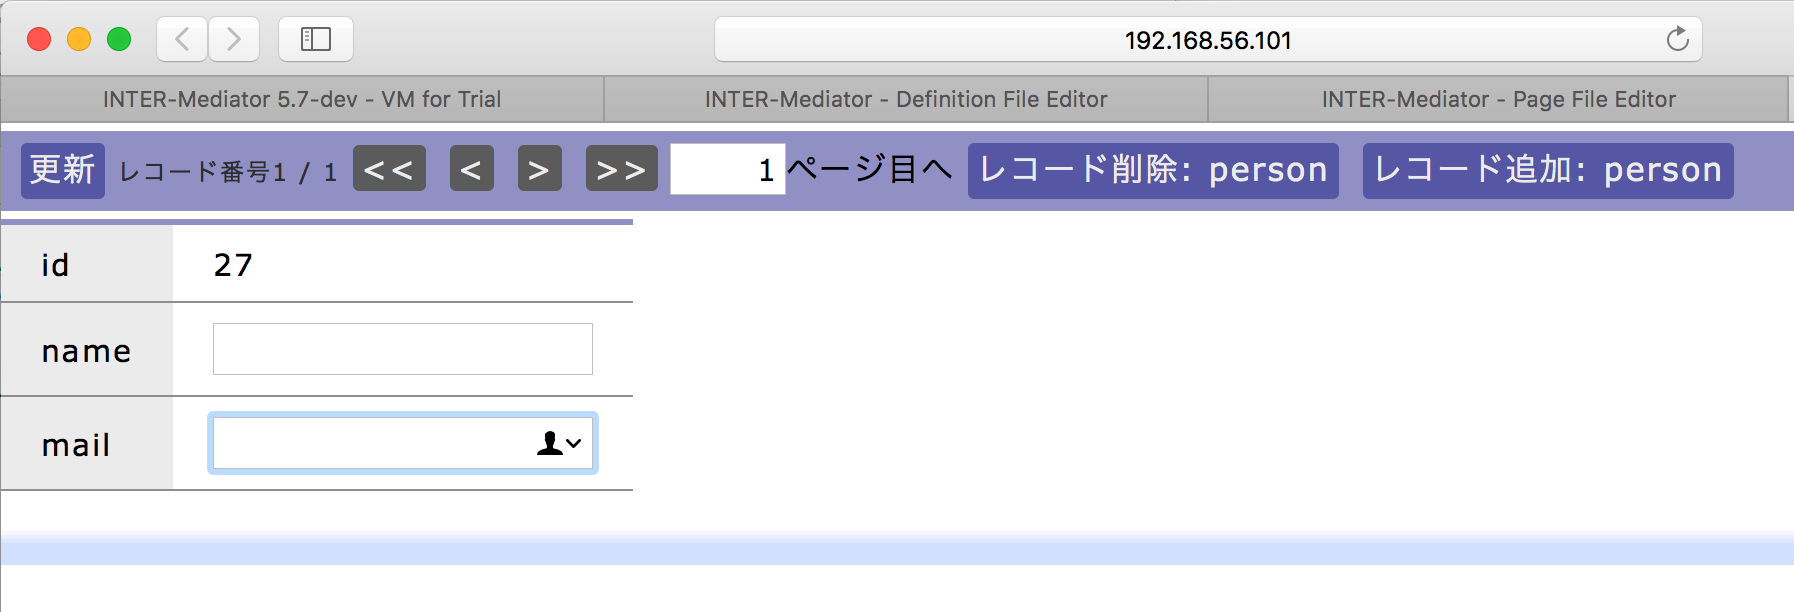 192.168.56.101
INTER-Mediator 5.7-dev - VM for Trial
INTER-Mediator - Definition File Editor
INTER-Mediator - Page File Editor
更新 レコード番号1 / 1 << < > >> 1 ページ目へ レコード削除: person レコード追加: person
id 27
name
mail